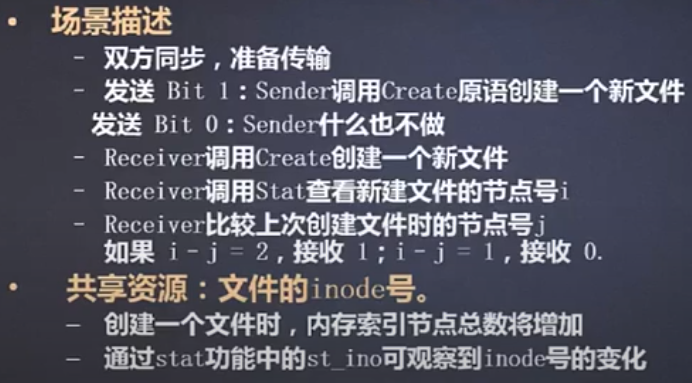 • 场景描述
- 双方同步，准备传输
- 发送 Bit 1：Sender调用Create原语创建一个新文件
发送 Bit 0：Sender什么也不做
- Receiver调用Create创建一个新文件
- Receiver调用Stat查看新建文件的节点号i
- Receiver比较上次创建文件时的节点号j
如果 i-j = 2，接收 1；i-j = 1，接收 0.
• 共享资源：文件的inode号。
- 创建一个文件时，内存索引节点总数将增加
- 通过stat功能中的st_ino可观察到inode号的变化